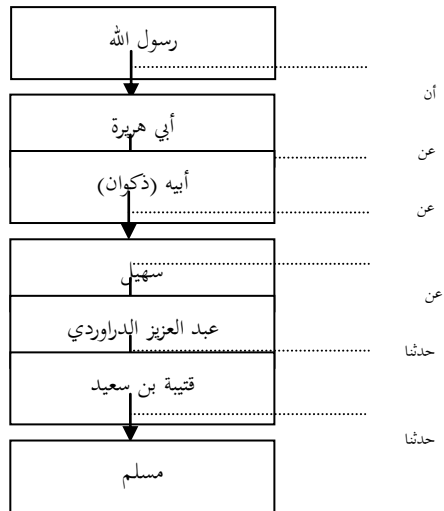 رسول الله
أن
أبي هريرة
عن
أبيه (ذكوان)
عن
سهيل
عن
عبد العزيز الدراوردي
حدثنا
قتيبة بن سعيد
حدثنا
مسلم